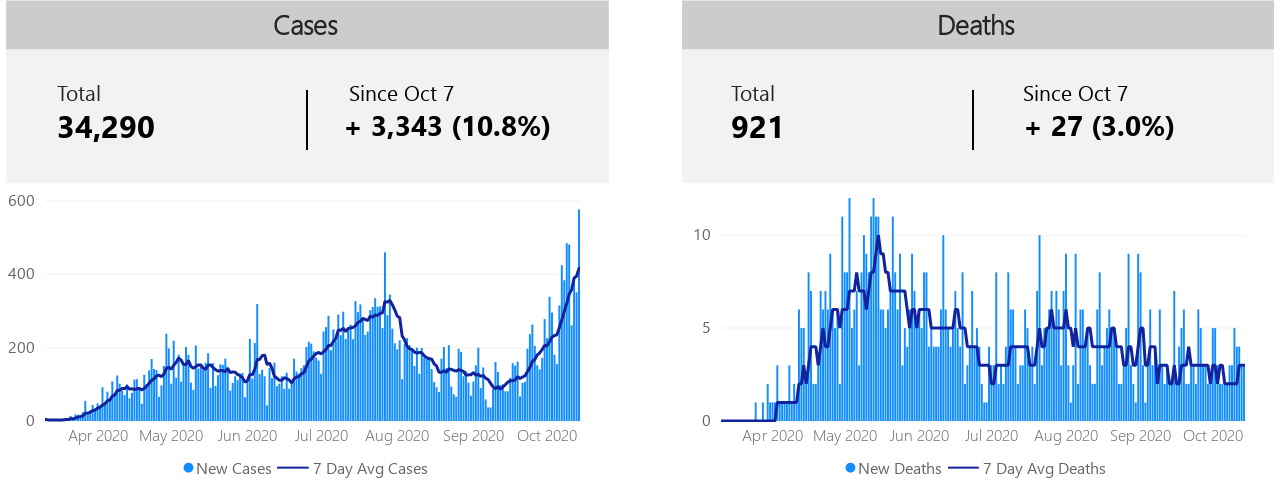 Cases
Total
34,290
Since Oct 7
+ 3,343 (10.8%)
600
400
200
0
Apr 2020 May 2020 Jun 2020 Jul 2020 Aug 2020 Sep 2020 Oct 2020
New Cases 7 Day Avg Cases
Deaths
Total
921
Since Oct 7
+ 27 (3.0%)
10
5
0
Apr 2020 May 2020 Jun 2020 Jul 2020 Aug 2020 Sep 2020 Oct 2020
New Deaths 7 Day Avg Deaths